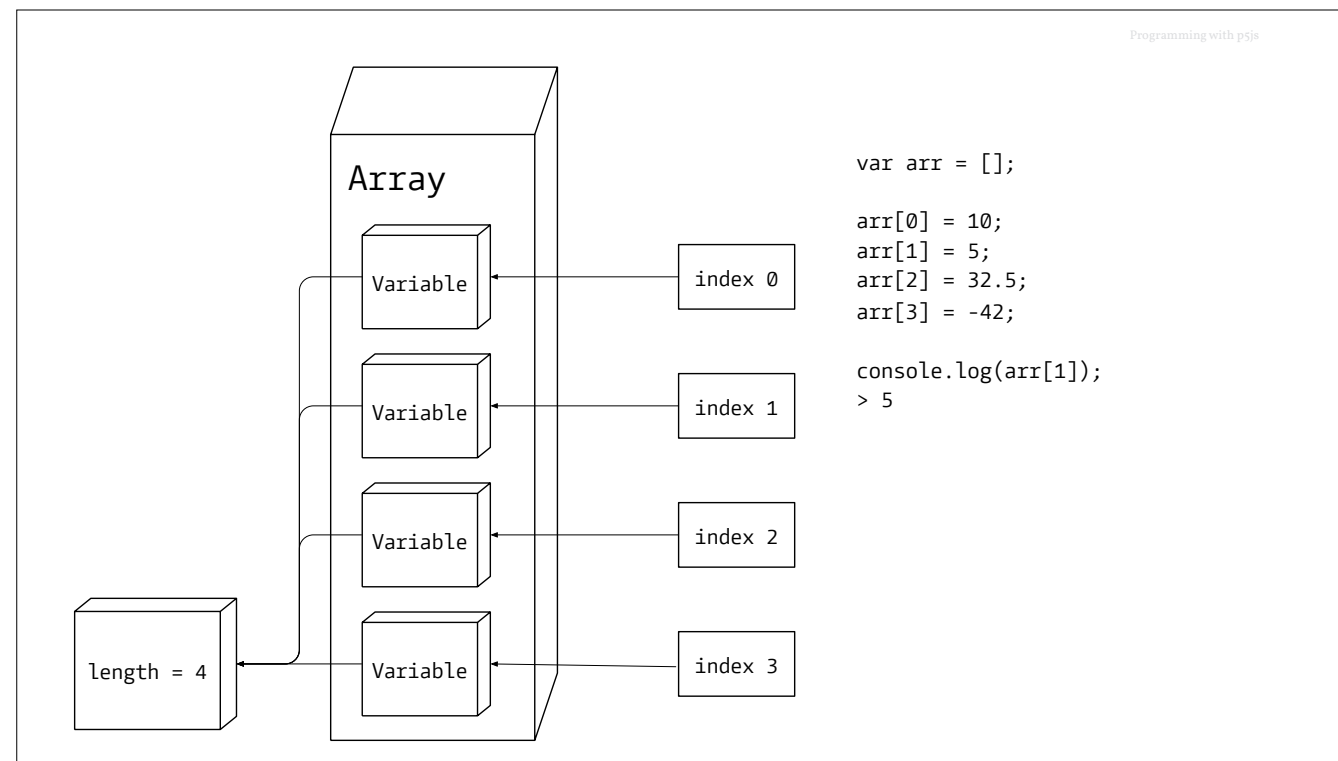 Programming with p5js
Array
Variable
Variable
Variable
Variable
index 0
index 1
index 2
index 3
length = 4
var arr = [];
arr[0] = 10;
arr[1] = 5;
arr[2] = 32.5;
arr[3] = -42;
console.log(arr[1]);
> 5